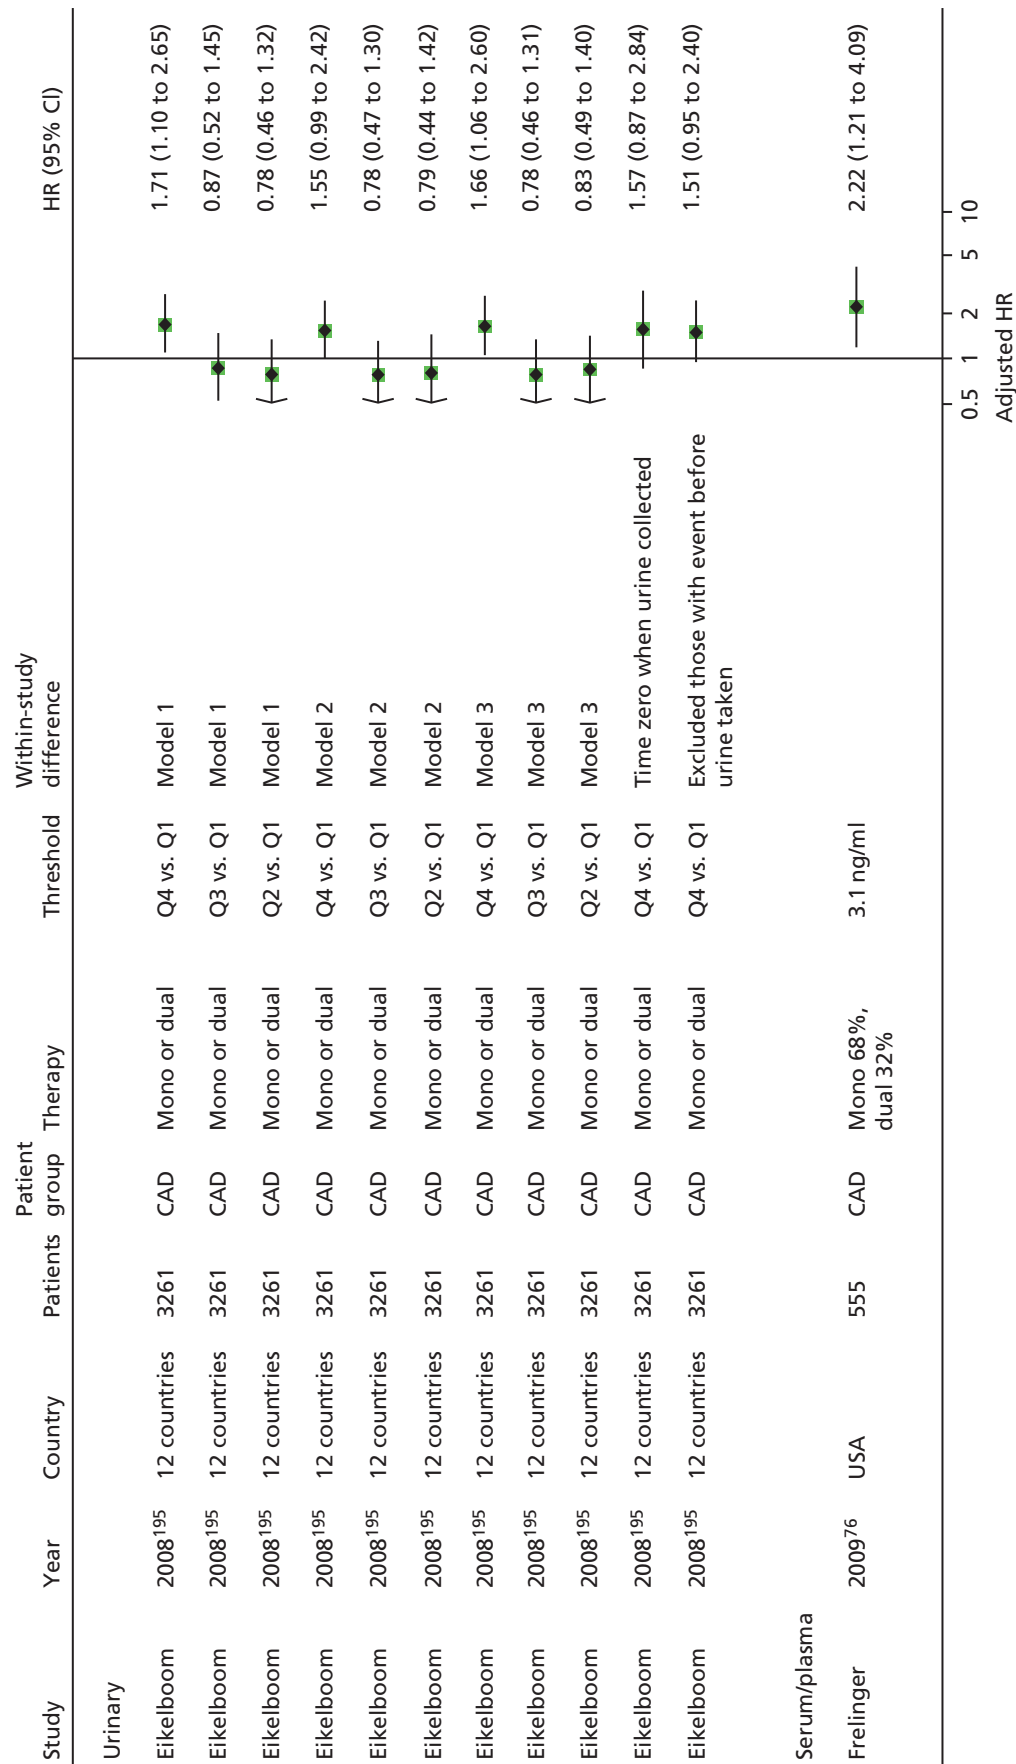 Study Year Country Patients Patient group Therapy Threshold Within-study difference HR (95% CI)
Urinary
Eikelboom 2008195 12 countries 3261 CAD Mono or dual Q4 vs. Q1 Model 1 1.71 (1.10 to 2.65)
Eikelboom 2008195 12 countries 3261 CAD Mono or dual Q3 vs. Q1 Model 1 0.87 (0.52 to 1.45)
Eikelboom 2008195 12 countries 3261 CAD Mono or dual Q2 vs. Q1 Model 1 0.78 (0.46 to 1.32)
Eikelboom 2008195 12 countries 3261 CAD Mono or dual Q4 vs. Q1 Model 2 1.55 (0.99 to 2.42)
Eikelboom 2008195 12 countries 3261 CAD Mono or dual Q3 vs. Q1 Model 2 0.78 (0.47 to 1.30)
Eikelboom 2008195 12 countries 3261 CAD Mono or dual Q2 vs. Q1 Model 2 0.79 (0.44 to 1.42)
Eikelboom 2008195 12 countries 3261 CAD Mono or dual Q4 vs. Q1 Model 3 1.66 (1.06 to 2.60)
Eikelboom 2008195 12 countries 3261 CAD Mono or dual Q3 vs. Q1 Model 3 0.78 (0.46 to 1.31)
Eikelboom 2008195 12 countries 3261 CAD Mono or dual Q2 vs. Q1 Model 3 0.83 (0.49 to 1.40)
Eikelboom 2008195 12 countries 3261 CAD Mono or dual Q4 vs. Q1 Time zero when urine collected 1.57 (0.87 to 2.84)
Eikelboom 2008195 12 countries 3261 CAD Mono or dual Q4 vs. Q1 Excluded those with event before 1.51 (0.95 to 2.40)
urine taken
Serum/plasma
Frelinger 200976 USA 555 CAD Mono 68%, 3.1 ng/ml 2.22 (1.21 to 4.09)
dual 32%
0.5 1 2 5 10
Adjusted HR